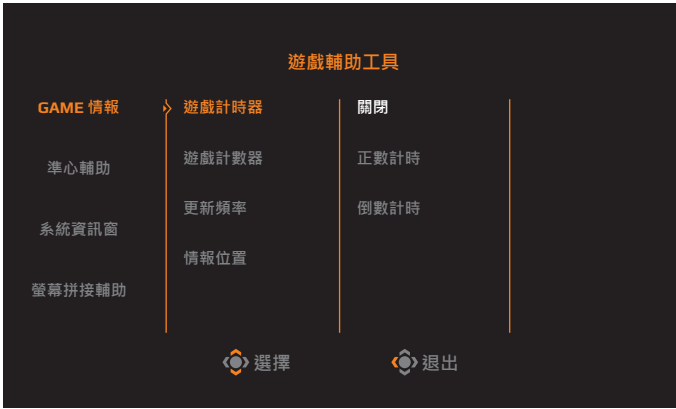 遊戲輔助工具
GAME 情報
準心輔助
系統資訊窗
螢幕拼接輔助
遊戲計時器
遊戲計數器
更新頻率
情報位置
關閉
正數計時
倒數計時
選擇
退出